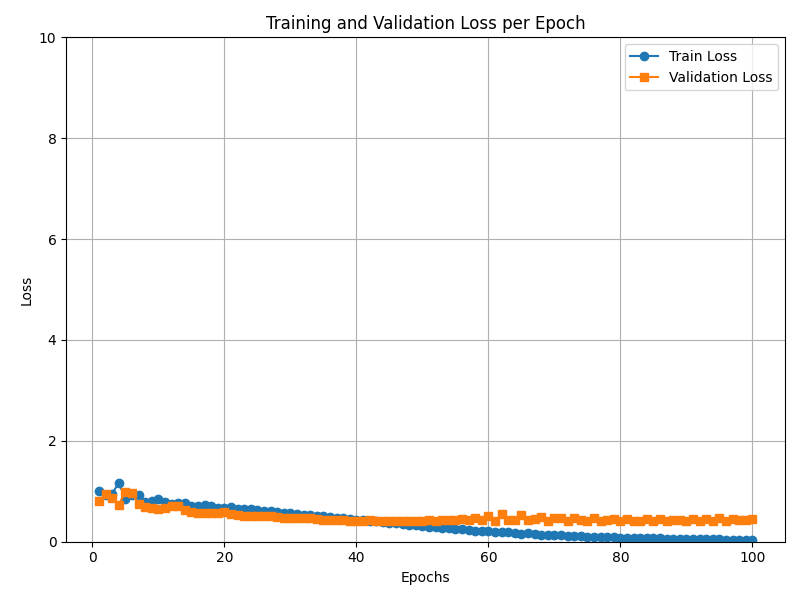 Training and Validation Loss per Epoch
Train Loss
Validation Loss
Loss
10
8
6
4
2
0
0 20 40 60 80 100
Epochs